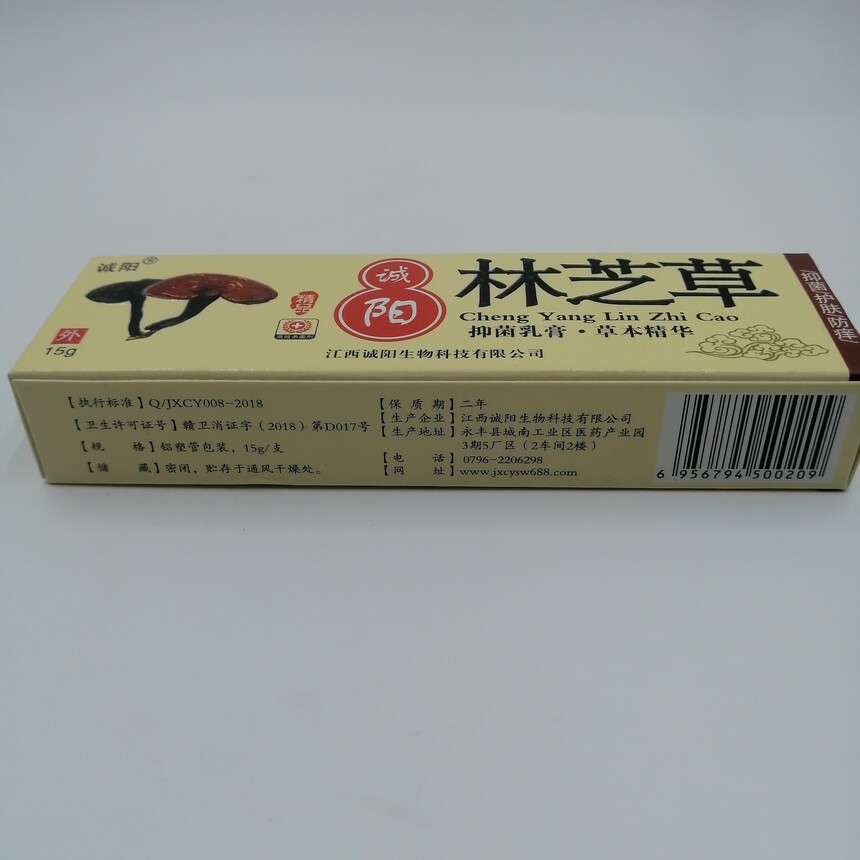 诚阳®
外
15g
精品
诚
阳
林芝草
Cheng Yang Lin Zhi Cao
抑菌乳膏·草本精华
江西诚阳生物科技有限公司
抑菌护肤防痒
【执行标准】Q/JXCY008-2018
【卫生许可证号】赣卫消证字(2018)第D017号
【规 格】铝塑管包装,15g/支
【储 藏】密闭,贮存于通风干燥处。
【保 质 期】二年
【生产企业】江西诚阳生物科技有限公司
【生产地址】永丰县城南工业区医药产业园
3期5厂区(2车间2楼)
【电 话】0796-2206298
【网 址】www.jxcysw688.com
6 956794 500209